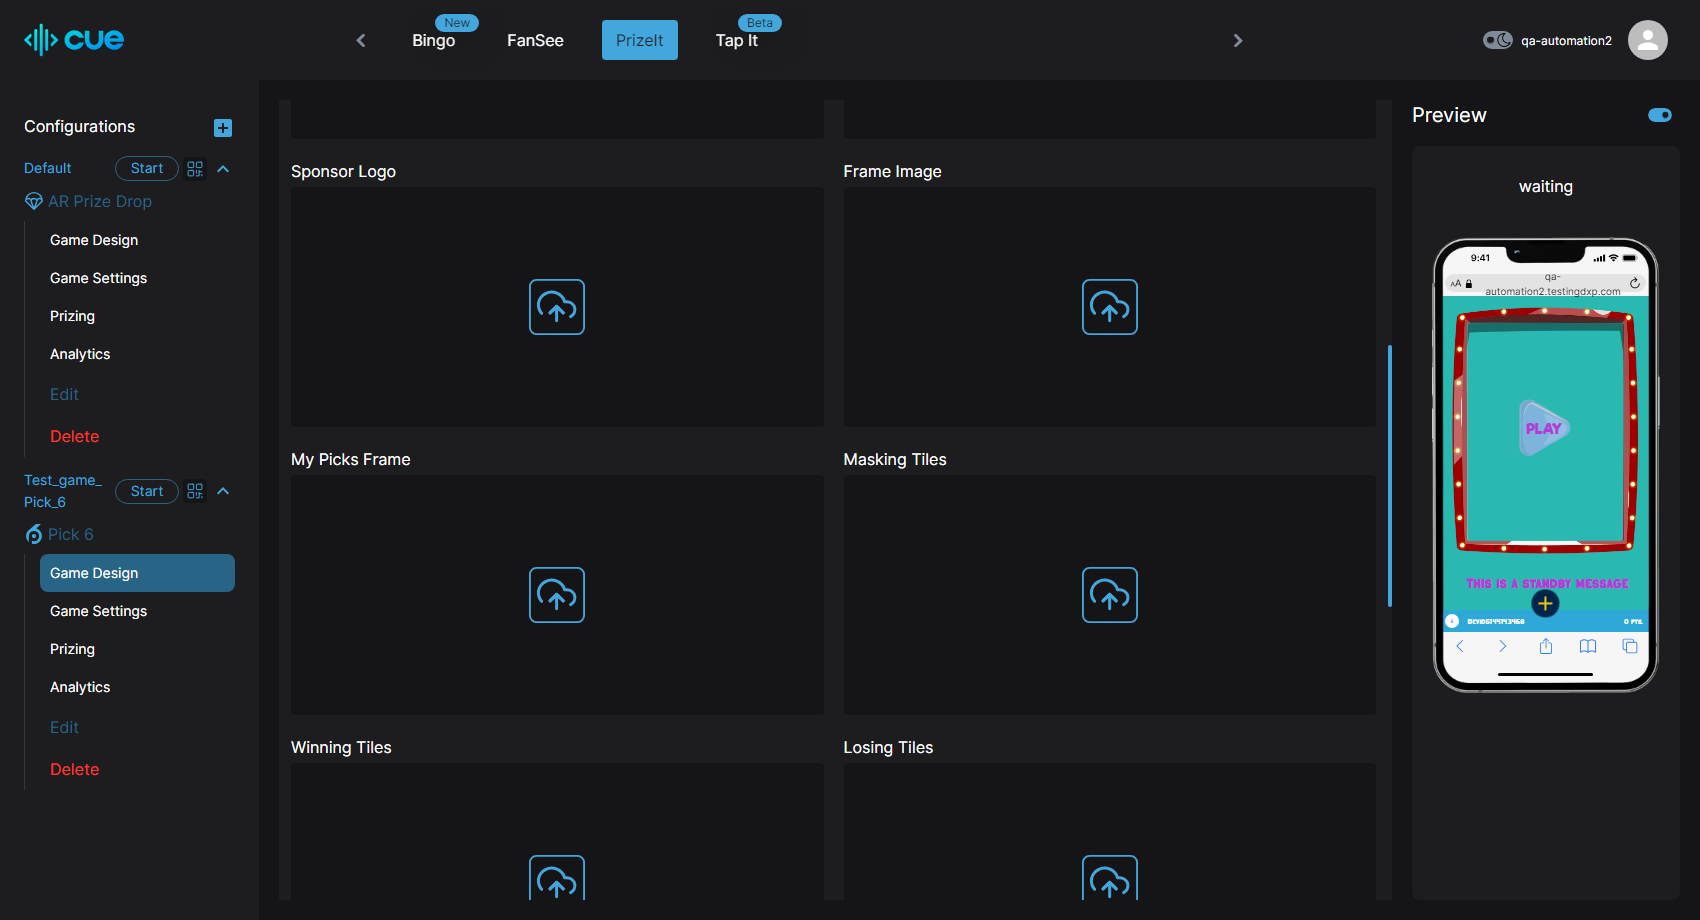 cue
New
Bingo
FanSee
PrizeIt
Beta
Tap It
qa-automation2
Configurations
Default
Start
AR Prize Drop
Game Design
Game Settings
Prizing
Analytics
Edit
Delete
Test_game_
Pick_6
Start
Pick 6
Game Design
Game Settings
Prizing
Analytics
Edit
Delete
Sponsor Logo
Frame Image
My Picks Frame
Masking Tiles
Winning Tiles
Losing Tiles
Preview
waiting
9:41
AA
qa-
automation2.testingdxp.com
PLAY
THIS IS A STANDBY MESSAGE
0 PTS.